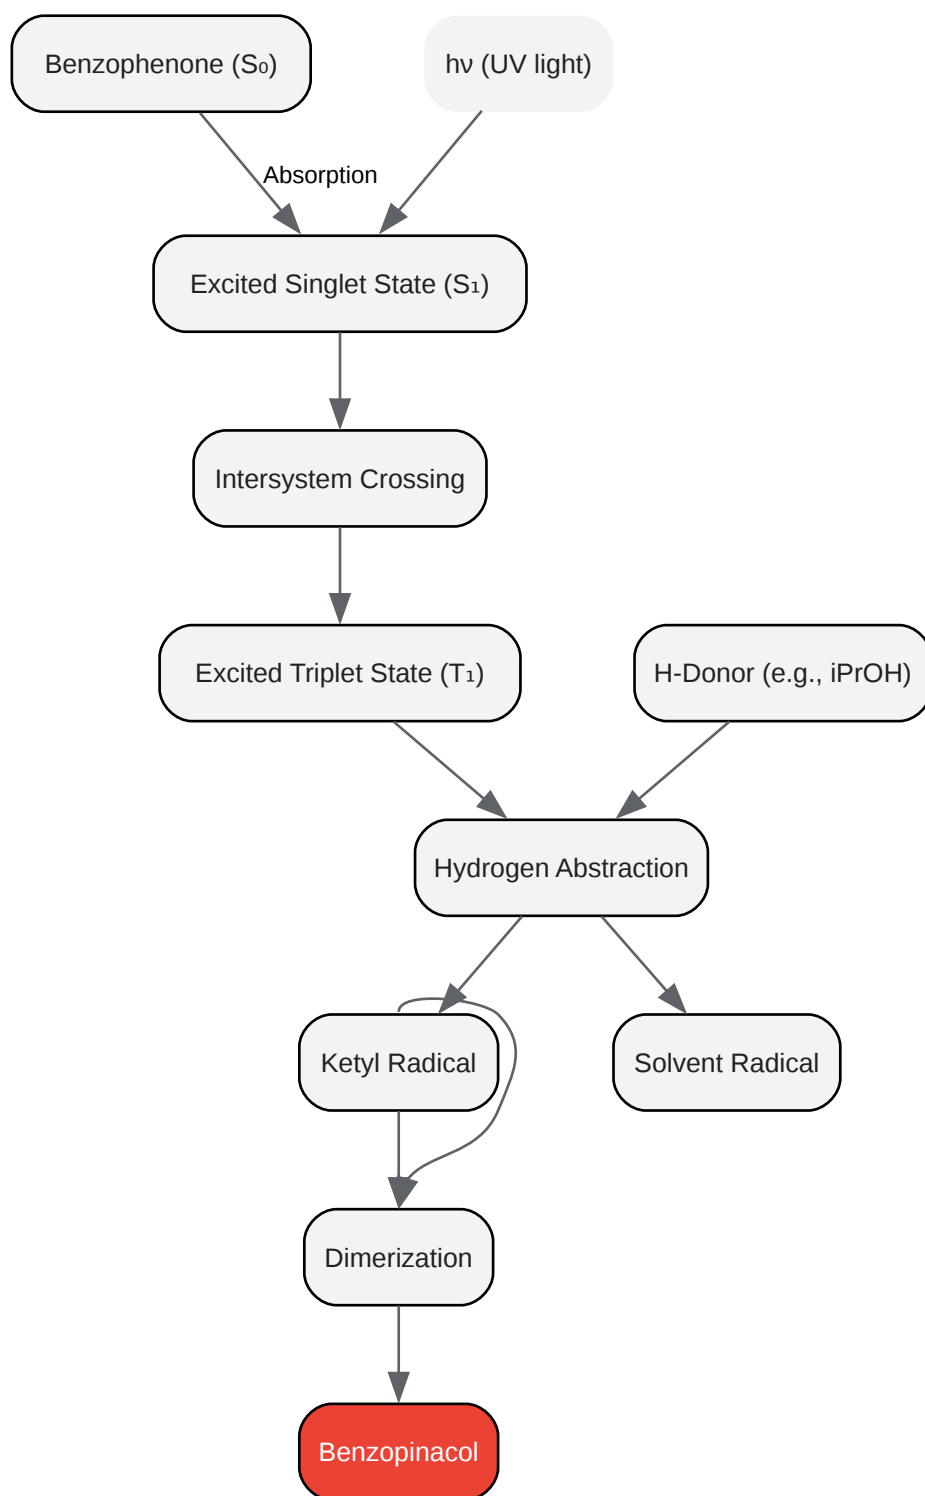 Benzophenone (S₀)
hν (UV light)
Absorption
Excited Singlet State (S₁)
Intersystem Crossing
Excited Triplet State (T₁)
H-Donor (e.g., iPrOH)
Hydrogen Abstraction
Ketyl Radical
Solvent Radical
Dimerization
Benzopinacol